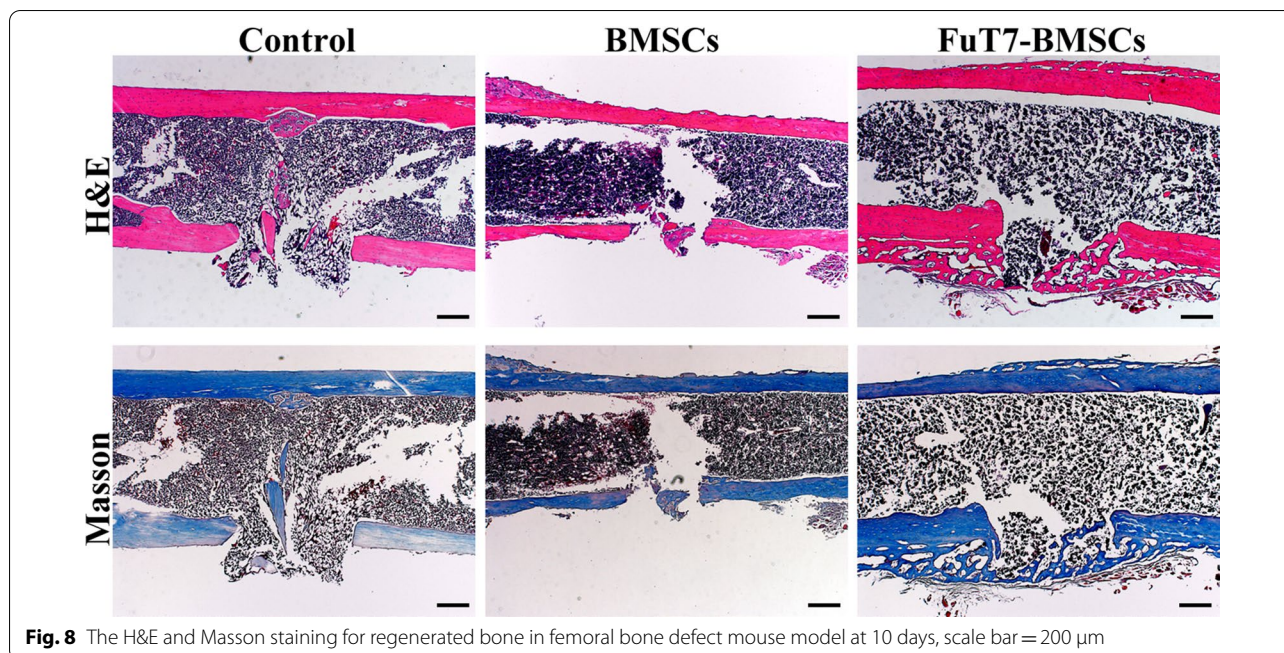 Control BMSCs FuT7-BMSCs
H&E
Masson
Fig. 8 The H&E and Masson staining for regenerated bone in femoral bone defect mouse model at 10 days, scale bar = 200 µm